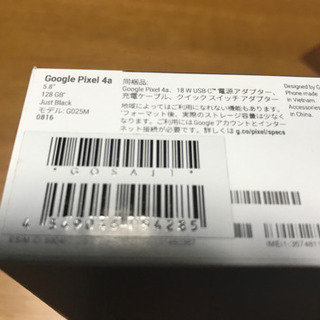 Google Pixel 4a
5.8"
128 GB*
Just Black
モデル: G025M
0816
同梱品:
Google Pixel 4a、18 W USB-C™ 電源アダプター、
充電ケーブル、クイック スイッチ アダプター
地域によってはご利用になれない機能もあります。
*フォーマット後、実際のストレージ容量は少なく
なります。ご利用には Google アカウントとインター
ネット接続が必要です。 g.co/pixel/specs
Designed by G
Phone made
in Vietnam.
Accessories
in China.
*GOSAJ1*